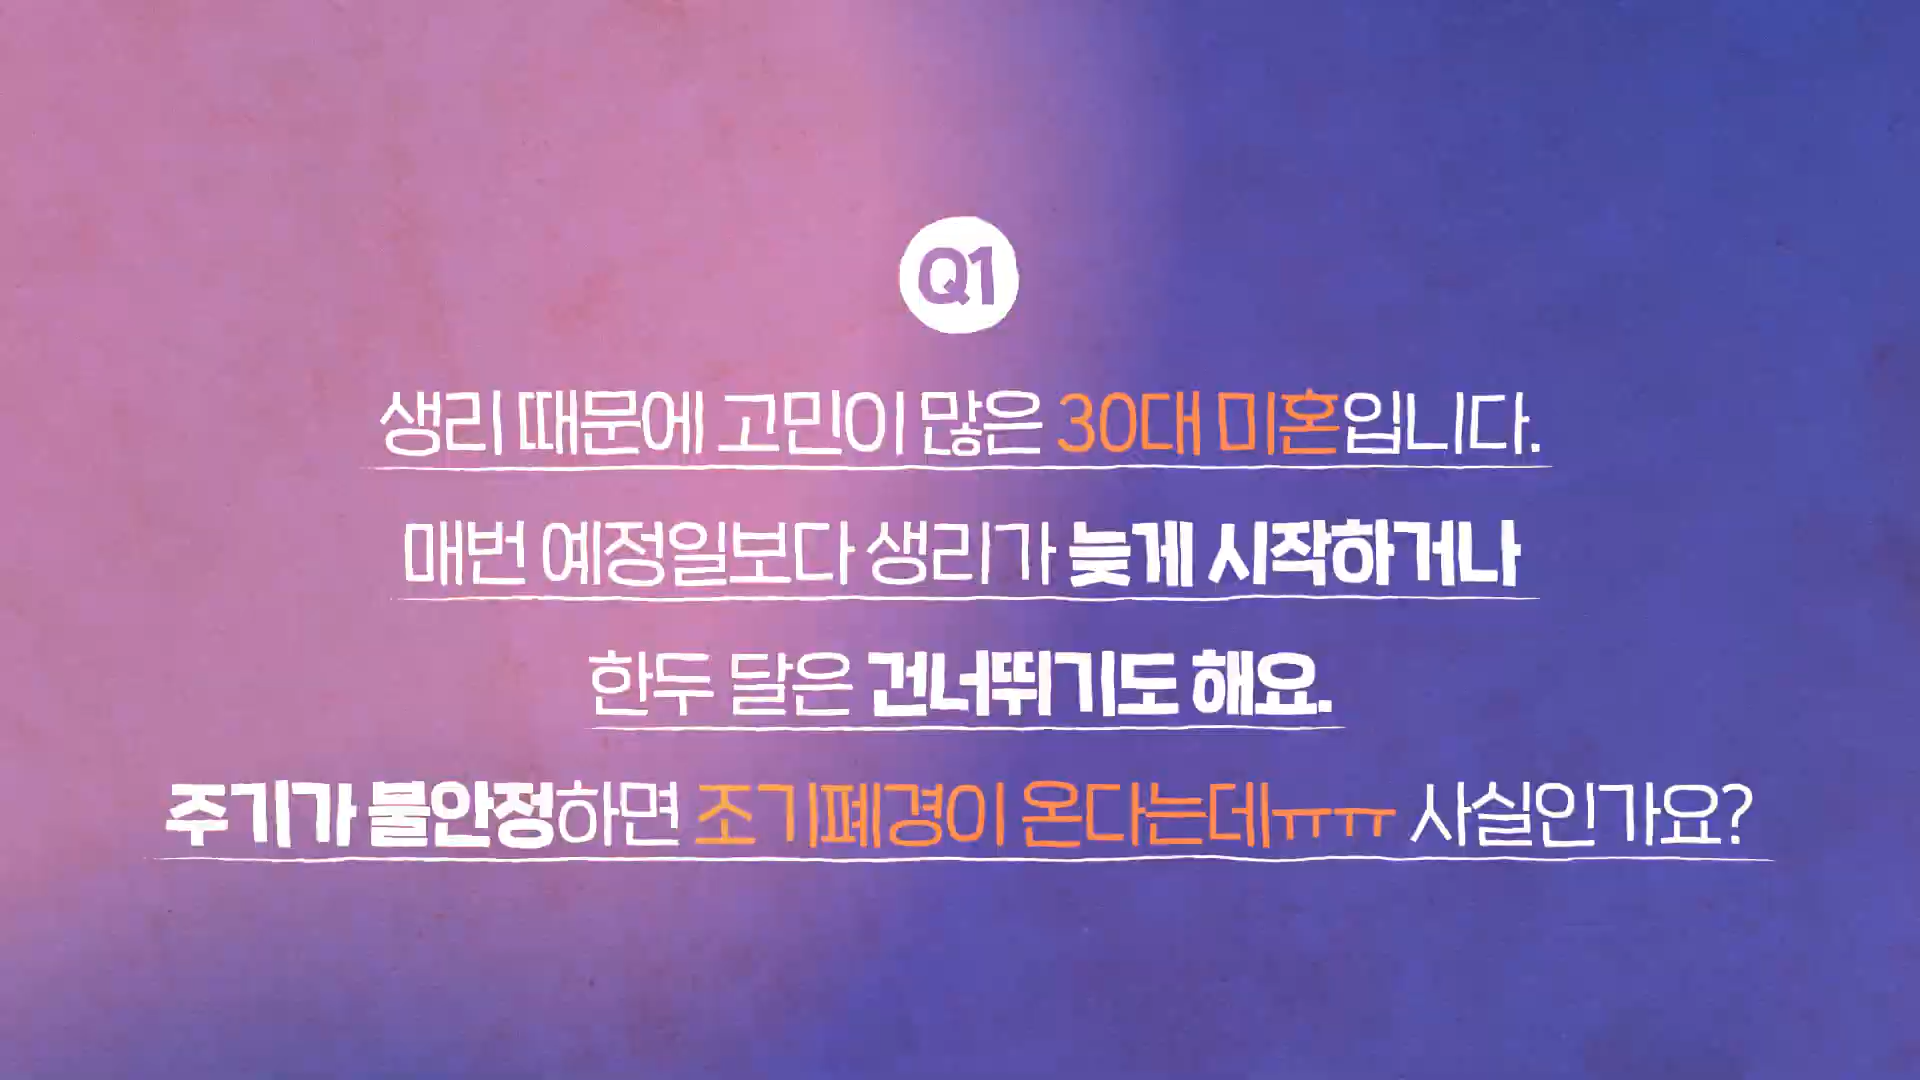 Q1
생리 때문에 고민이 많은 30대 미혼입니다.
매번 예정일보다 생리가 늦게 시작하거나
한두 달은 건너뛰기도 해요.
주기가 불안정하면 조기폐경이 온다는데ㅠㅠ 사실인가요?